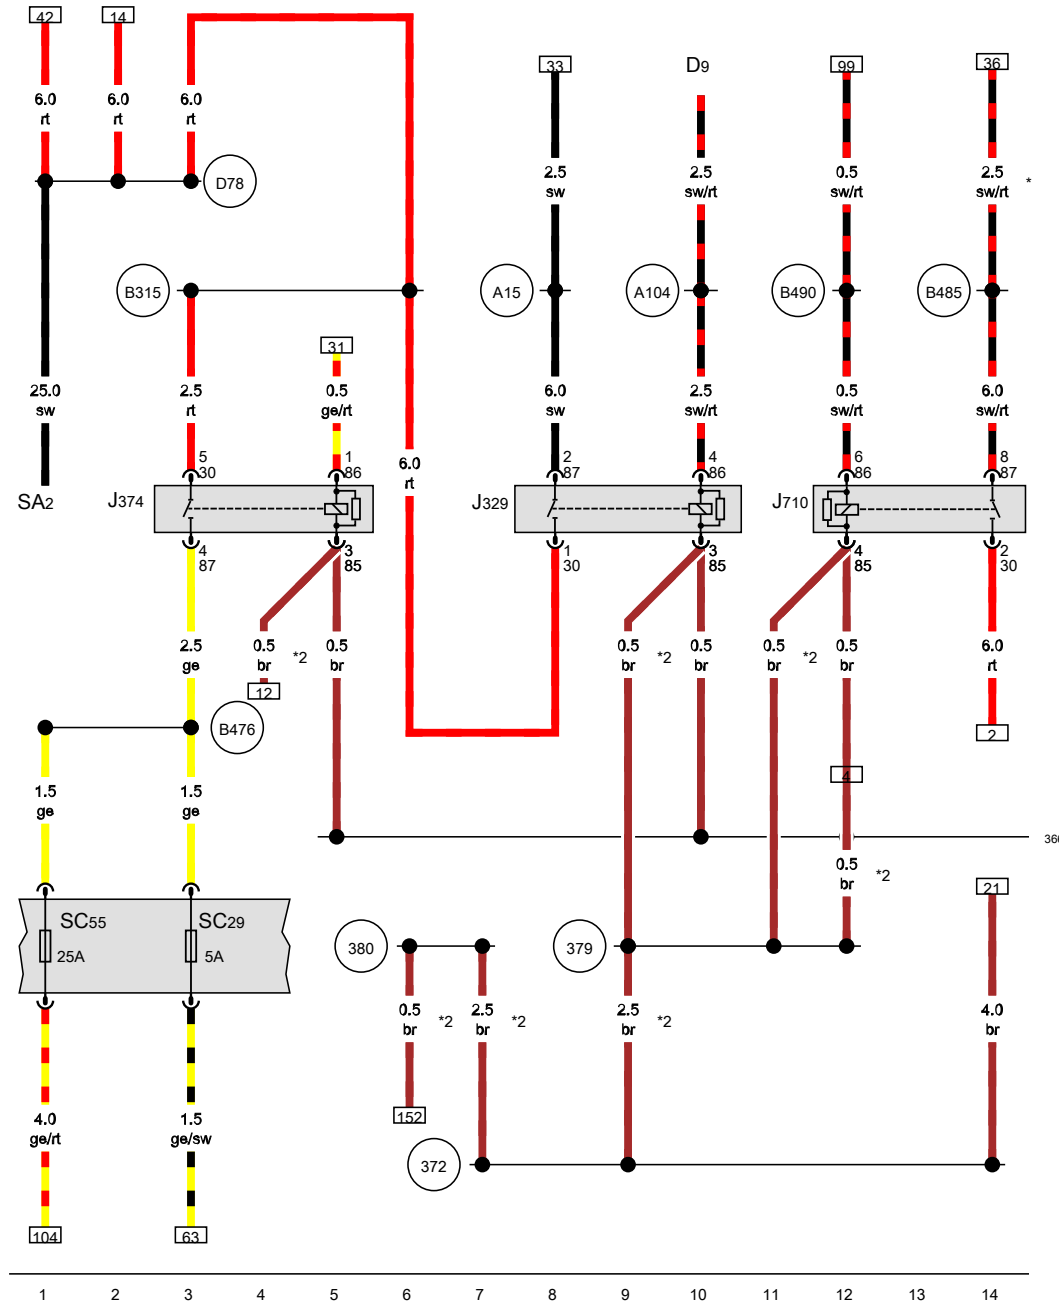 42 14
33 D9 99 36
6.0 6.0 6.0
rt rt rt
2.5 2.5 0.5 2.5
sw sw/rt sw/rt sw/rt *
D78
B315 A15 A104 B490 B485
31
25.0 2.5 0.5 6.0 2.5 0.5 6.0
sw rt ge/rt sw sw/rt sw/rt sw/rt
5 1 6.0 2 4 6 8
30 86 rt 87 86 86 87
SA2 J374 J329 J710
4 3 1 3 4 2
87 85 30 85 85 30
2.5 0.5 *2 0.5 0.5 *2 0.5 0.5 *2 0.5 6.0
ge br br br br br br rt
12
B476 2
4
1.5 1.5
ge ge
366
0.5 *2
br
21
SC55 SC29
25A 5A
380 379
0.5 *2 2.5 *2 2.5 *2 4.0
br br br br
4.0 1.5 152
ge/rt ge/sw
372
104 63
1 2 3 4 5 6 7 8 9 10 11 12 13 14